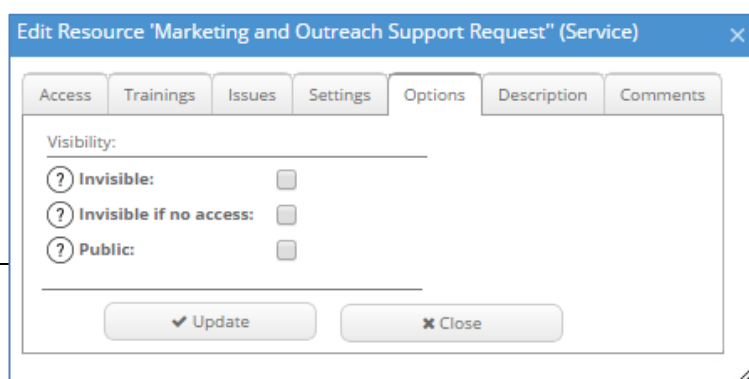 Edit Resource 'Marketing and Outreach Support Request" (Service) ×
Access Trainings Issues Settings Options Description Comments
Visibility:
? Invisible:
? Invisible if no access:
? Public:
✔ Update ✖ Close